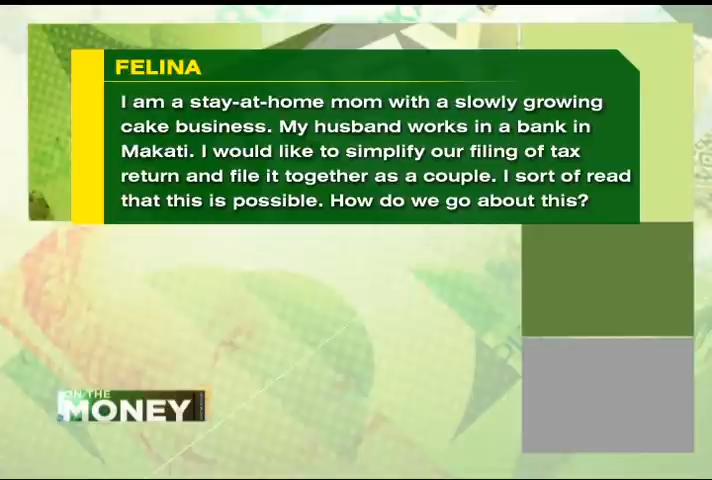 FELINA
I am a stay-at-home mom with a slowly growing
cake business. My husband works in a bank in
Makati. I would like to simplify our filing of tax
return and file it together as a couple. I sort of read
that this is possible. How do we go about this?
ON THE
MONEY